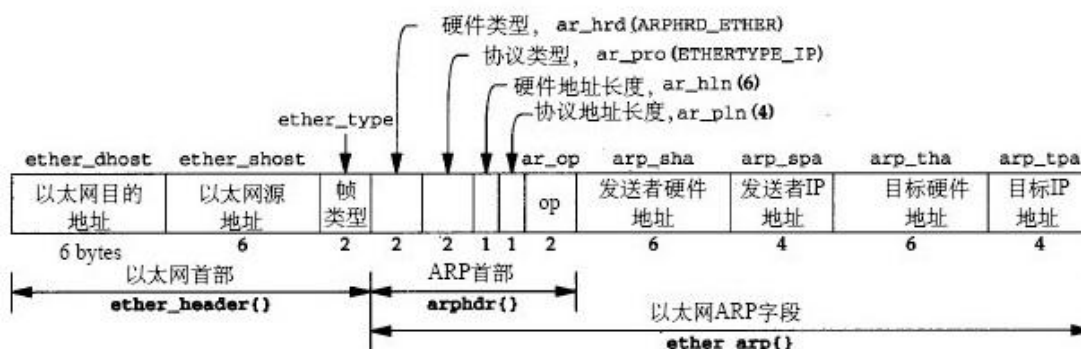 硬件类型, ar_hrd(ARPHRD_ETHER)
协议类型, ar_pro(ETHERTYPE_IP)
硬件地址长度, ar_hln(6)
协议地址长度,ar_pln(4)
ether_type
ether_dhost ether_shost ar_op arp_sha arp_spa arp_tha arp_tpa
以太网目的地址 以太网源地址 帧类型 op 发送者硬件地址 发送者IP地址 目标硬件地址 目标IP地址
6 bytes 6 2 2 2 1 1 2 6 4 6 4
以太网首部 ARP首部
ether_header{} arphdr{} 以太网ARP字段
ether_arp{}